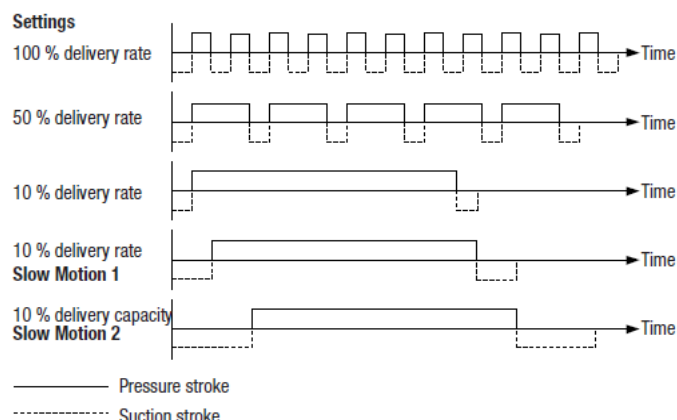 Settings
100 % delivery rate
Time
50 % delivery rate
Time
10 % delivery rate
Time
10 % delivery rate
Slow Motion 1
Time
10 % delivery capacity
Slow Motion 2
Time
Pressure stroke
Suction stroke